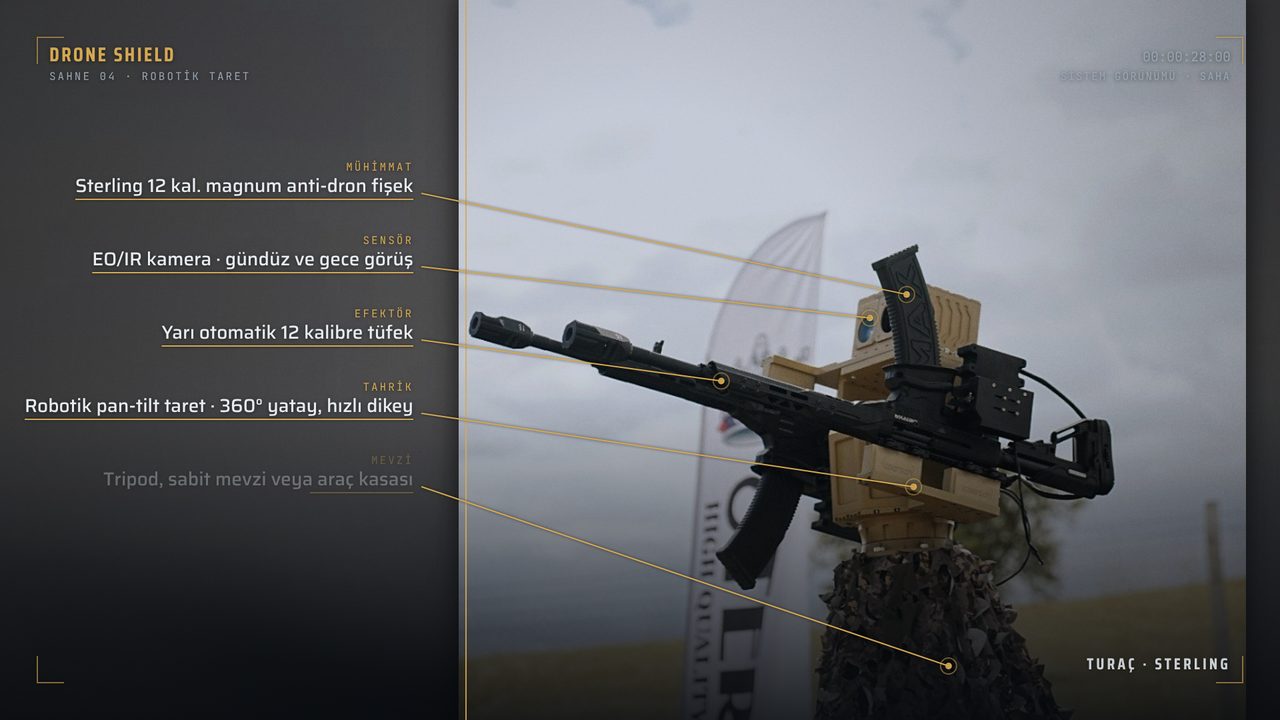 DRONE SHIELD
SAHNE 04 · ROBOTİK TARET
00:00:28:00
SİSTEM GÖRÜNÜMÜ · SAHA
MÜHİMMAT
Sterling 12 kal. magnum anti-dron fişek
SENSÖR
EO/IR kamera · gündüz ve gece görüş
EFEKTÖR
Yarı otomatik 12 kalibre tüfek
TAHRİK
Robotik pan-tilt taret · 360° yatay, hızlı dikey
MEVZİ
Tripod, sabit mevzi veya araç kasası
HIGH QUALITY
TURAÇ · STERLING